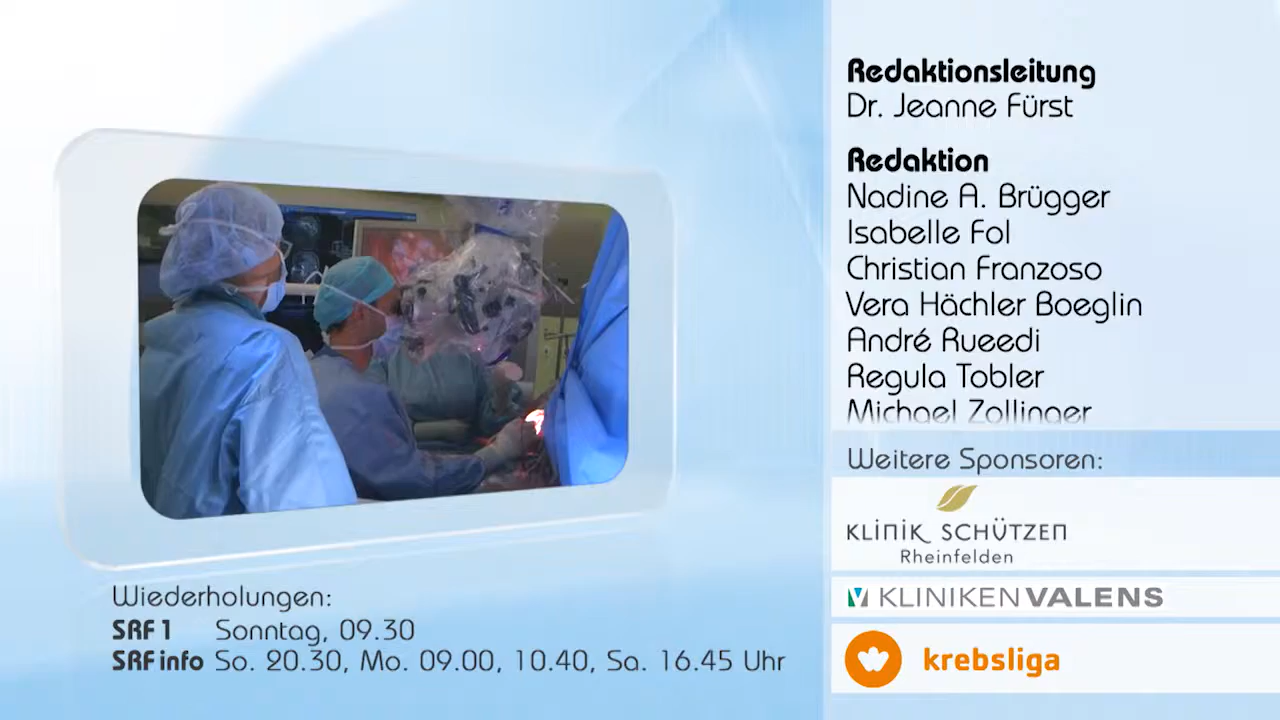 Redaktionsleitung
Dr. Jeanne Fürst
Redaktion
Nadine A. Brügger
Isabelle Fol
Christian Franzoso
Vera Hächler Boeglin
André Rueedi
Regula Tobler
Michael Zollinger
Weitere Sponsoren:
KLINIK SCHÜTZEN
Rheinfelden
KLINIKEN VALENS
krebsliga
Wiederholungen:
SRF 1 Sonntag, 09.30
SRF info So. 20.30, Mo. 09.00, 10.40, Sa. 16.45 Uhr